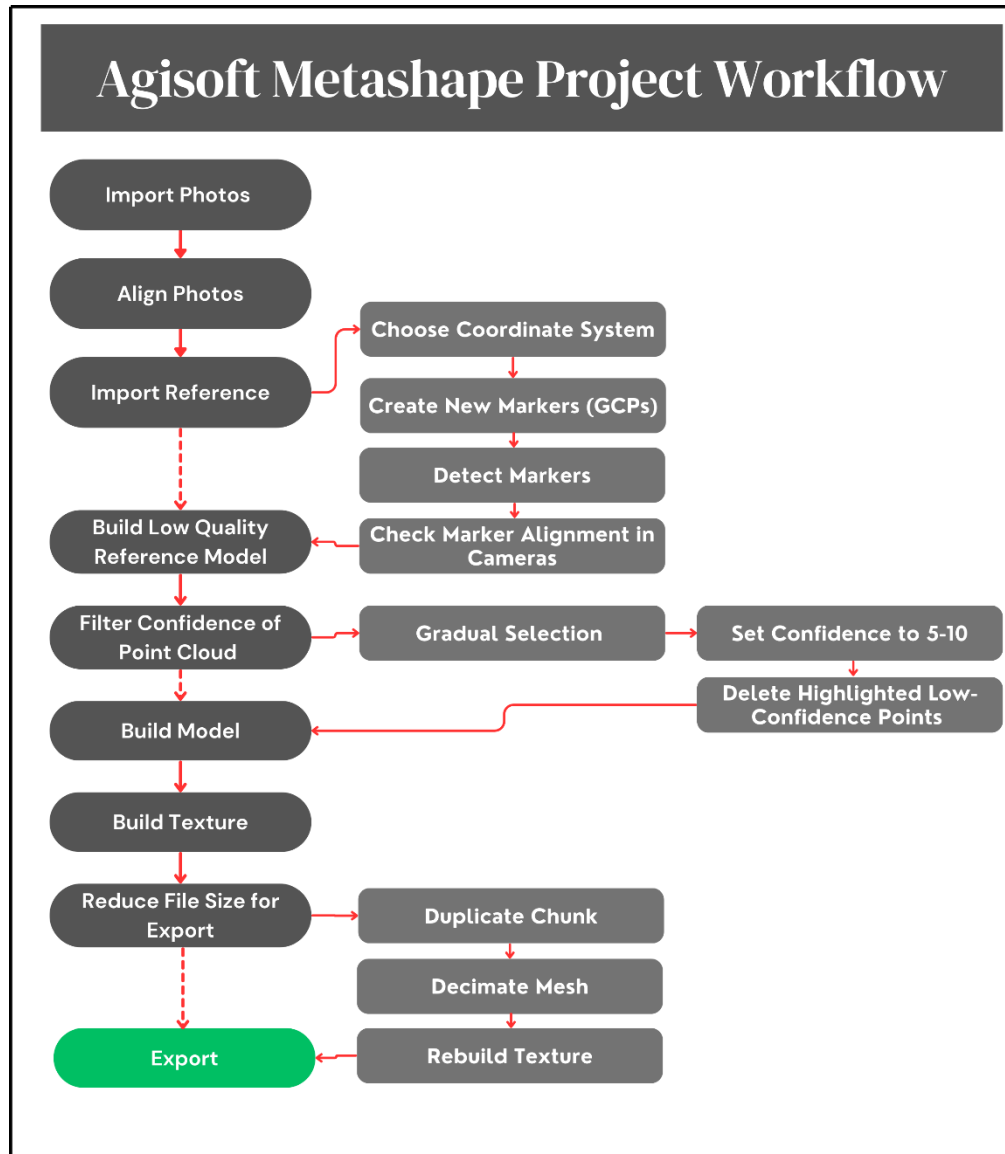 Agisoft Metashape Project Workflow
Import Photos
Align Photos
Import Reference
Choose Coordinate System
Create New Markers (GCPs)
Detect Markers
Check Marker Alignment in
Cameras
Build Low Quality
Reference Model
Filter Confidence of
Point Cloud
Gradual Selection
Set Confidence to 5-10
Delete Highlighted Low-
Confidence Points
Build Model
Build Texture
Reduce File Size for
Export
Duplicate Chunk
Decimate Mesh
Rebuild Texture
Export